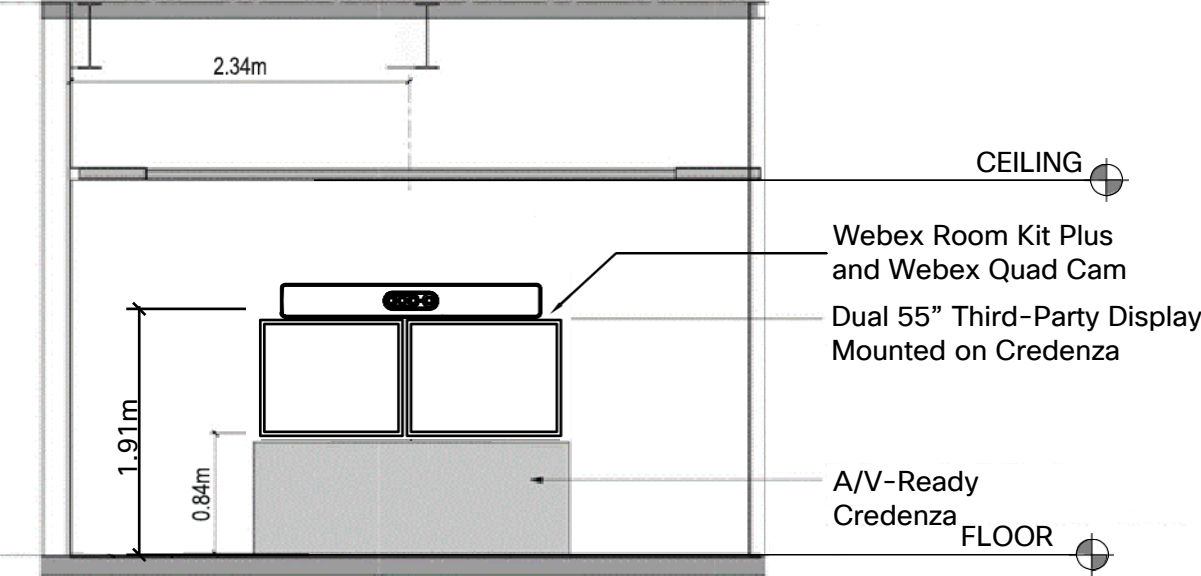 2.34m
CEILING
Webex Room Kit Plus
and Webex Quad Cam
Dual 55” Third-Party Display
Mounted on Credenza
1.91m
0.84m
A/V-Ready
Credenza
FLOOR